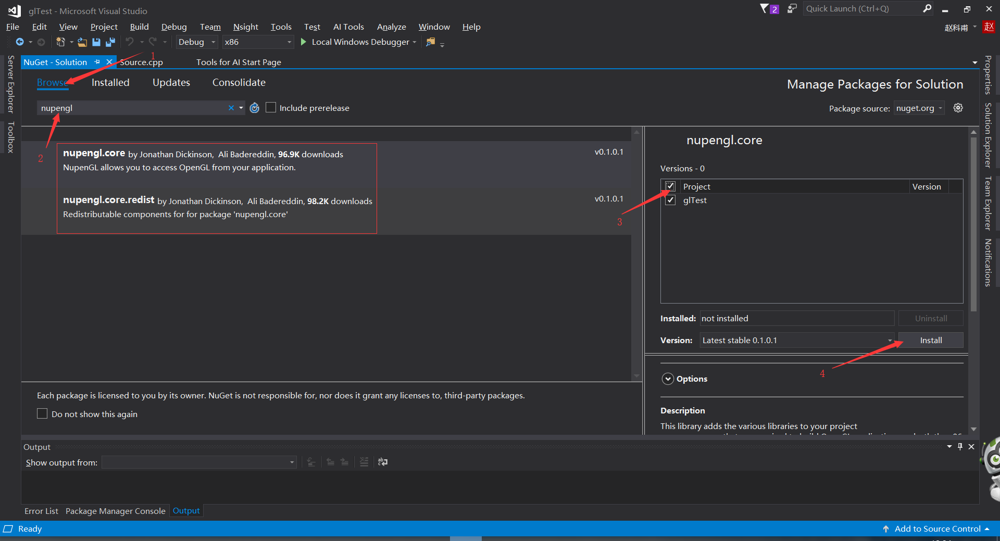 glTest - Microsoft Visual Studio
2
Quick Launch (Ctrl+Q)
File Edit View Project Build Debug Team Nsight Tools Test AI Tools Analyze Window Help
赵科甫 赵
Debug x86 Local Windows Debugger
1
NuGet - Solution Source.cpp Tools for AI Start Page
Server Explorer
Toolbox
Properties
Solution Explorer
Team Explorer
Notifications
Browse Installed Updates Consolidate
Manage Packages for Solution
nupengl
Include prerelease
Package source: nuget.org
2
nupengl.core by Jonathan Dickinson, Ali Badereddin, 96.9K downloads
v0.1.0.1
NupenGL allows you to access OpenGL from your application.
nupengl.core.redist by Jonathan Dickinson, Ali Badereddin, 98.2K downloads
v0.1.0.1
Redistributable components for for package 'nupengl.core'
nupengl.core
Versions - 0
Project Version
glTest
3
Installed: not installed Uninstall
Version: Latest stable 0.1.0.1 Install
4
Options
Description
This library adds the various libraries to your project
Each package is licensed to you by its owner. NuGet is not responsible for, nor does it grant any licenses to, third-party packages.
Do not show this again
Output
Show output from:
Error List Package Manager Console Output
Ready
Add to Source Control